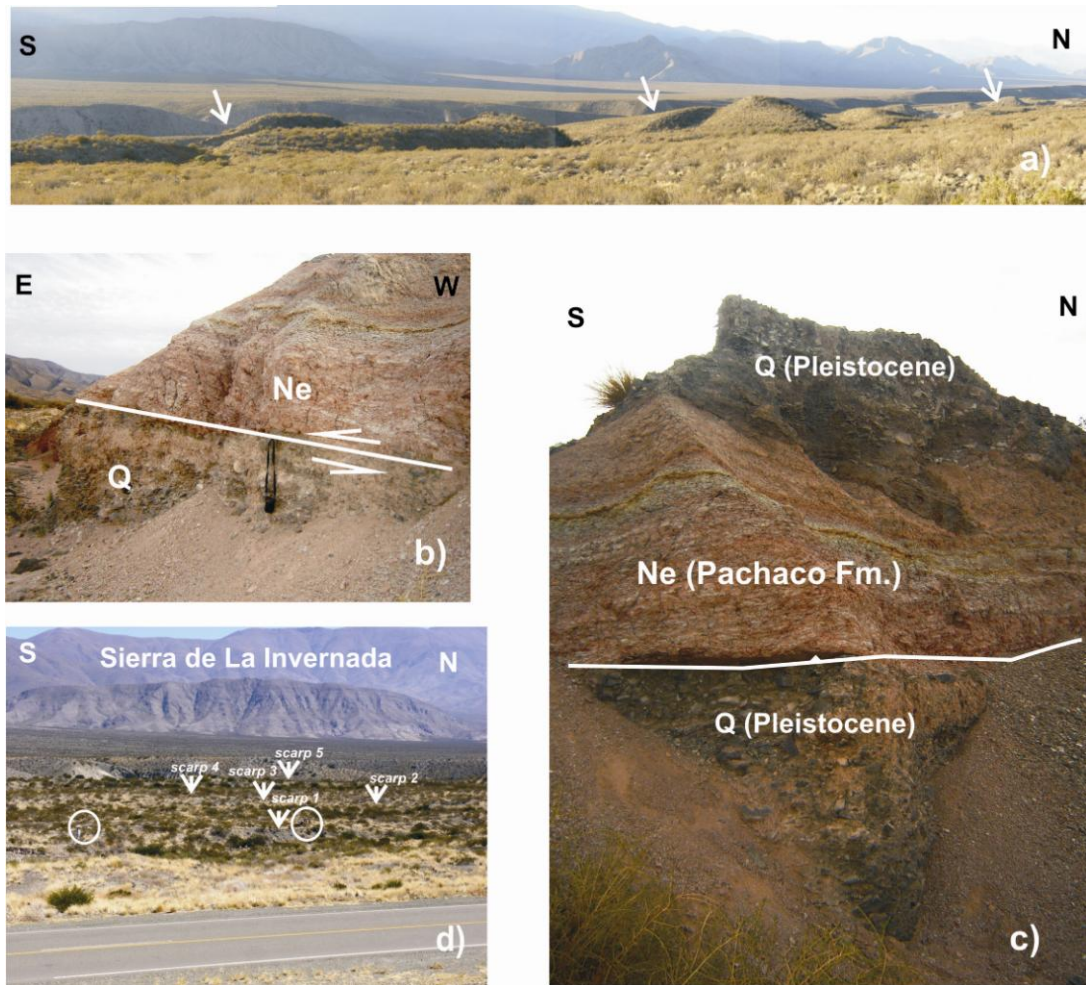 S
N
a)
E
W
Ne
Q
b)
S
N
Q (Pleistocene)
Ne (Pachaco Fm.)
Q (Pleistocene)
c)
S
Sierra de La Invernada
N
scarp 5
scarp 4
scarp 3
scarp 2
scarp 1
d)